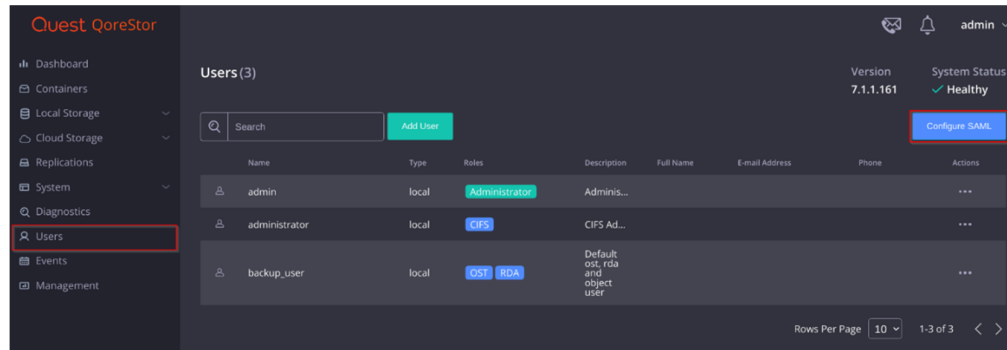 Quest QoreStor
admin
Dashboard
Containers
Local Storage
Cloud Storage
Replications
System
Diagnostics
Users
Events
Management
Users (3)
Version
7.1.1.161
System Status
Healthy
Search
Add User
Configure SAML
Name Type Roles Description Full Name E-mail Address Phone Actions
admin local Administrator Adminis... ...
administrator local CIFS CIFS Ad... ...
backup_user local OST RDA Default ...
ost, rda
and
object
user
Rows Per Page 10 1-3 of 3